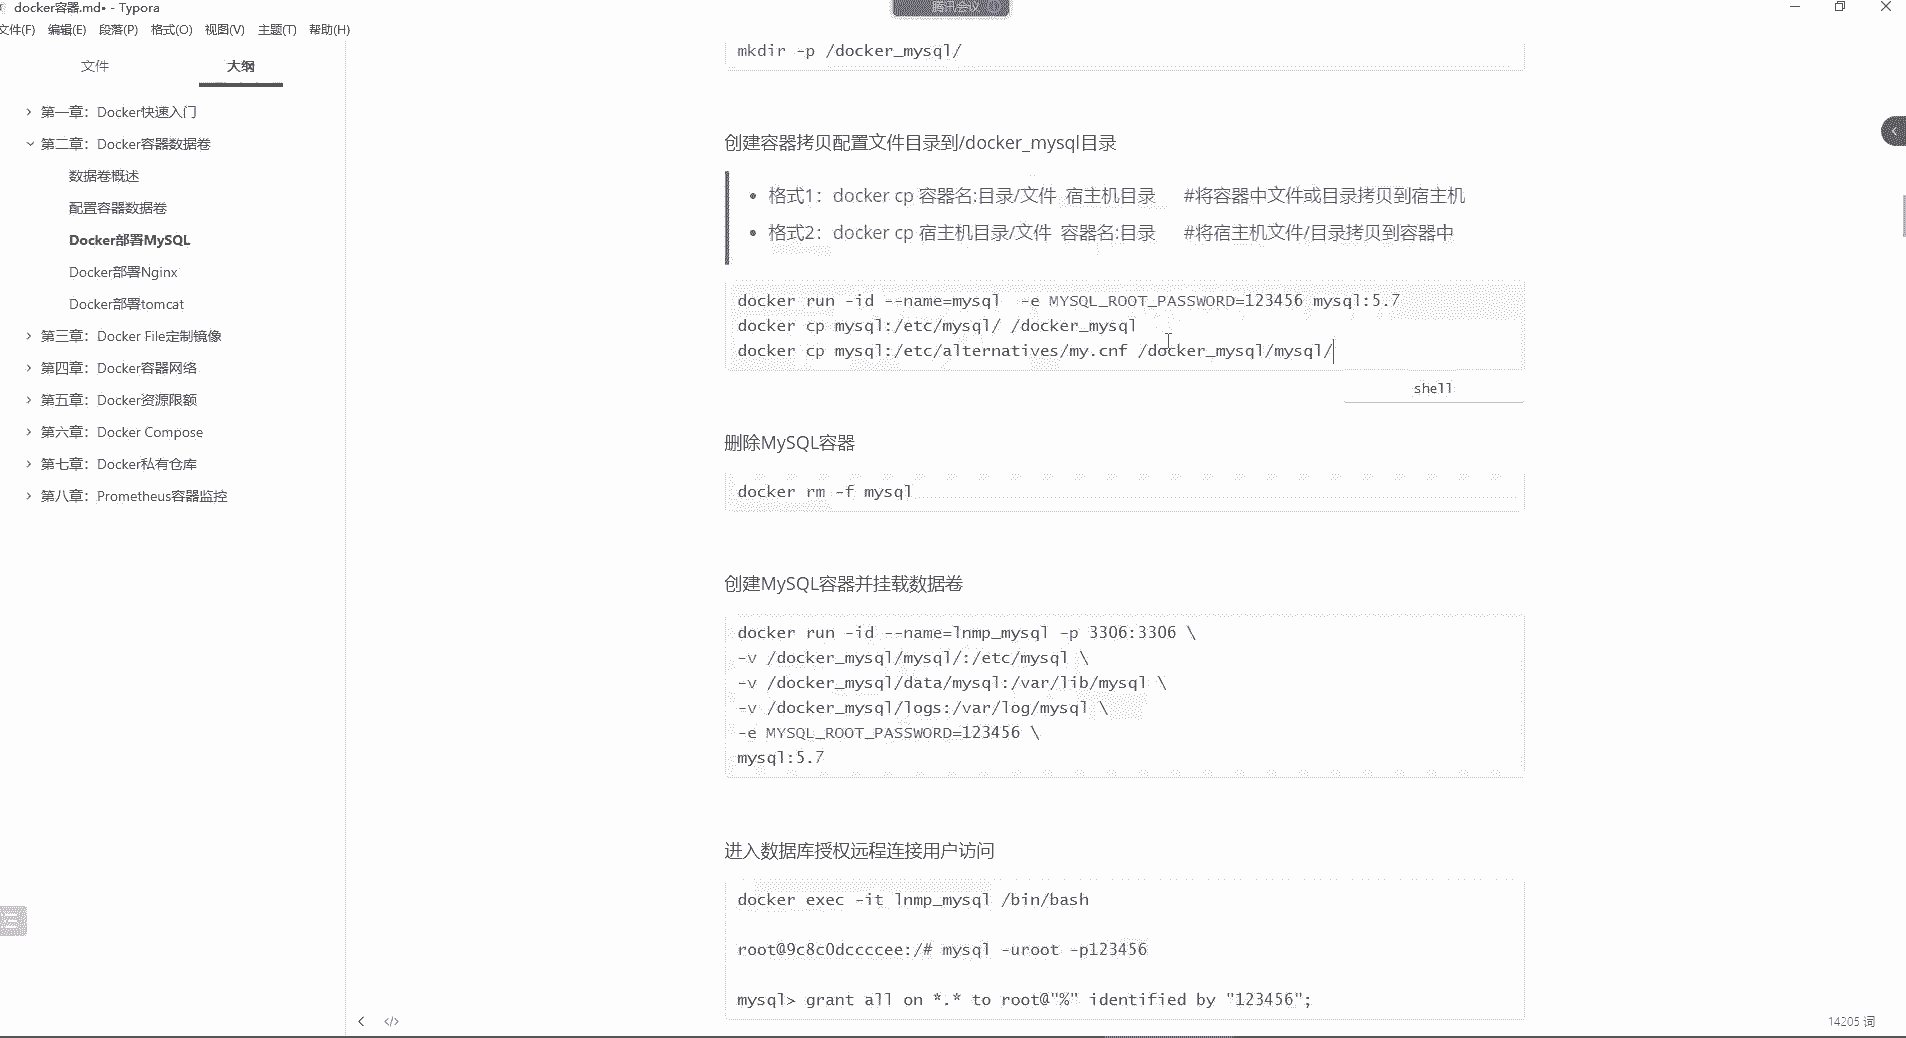 docker容器.md• - Typora
腾讯会议
文件(F) 编辑(E) 段落(P) 格式(O) 视图(V) 主题(T) 帮助(H)
文件 大纲
第一章：Docker快速入门
第二章：Docker容器数据卷
数据卷概述
配置容器数据卷
Docker部署MySQL
Docker部署Nginx
Docker部署tomcat
第三章：Docker File定制镜像
第四章：Docker容器网络
第五章：Docker资源限额
第六章：Docker Compose
第七章：Docker私有仓库
第八章：Prometheus容器监控
mkdir -p /docker_mysql/
创建容器拷贝配置文件目录到/docker_mysql目录
格式1：docker cp 容器名:目录/文件 宿主机目录 #将容器中文件或目录拷贝到宿主机
格式2：docker cp 宿主机目录/文件 容器名:目录 #将宿主机文件/目录拷贝到容器中
docker run -id --name=mysql -e MYSQL_ROOT_PASSWORD=123456 mysql:5.7
docker cp mysql:/etc/mysql/ /docker_mysql
docker cp mysql:/etc/alternatives/my.cnf /docker_mysql/mysql/
shell
删除MySQL容器
docker rm -f mysql
创建MySQL容器并挂载数据卷
docker run -id --name=lnmp_mysql -p 3306:3306 \
-v /docker_mysql/mysql/:/etc/mysql \
-v /docker_mysql/data/mysql:/var/lib/mysql \
-v /docker_mysql/logs:/var/log/mysql \
-e MYSQL_ROOT_PASSWORD=123456 \
mysql:5.7
进入数据库授权远程连接用户访问
docker exec -it lnmp_mysql /bin/bash
root@9c8c0dccccee:/# mysql -uroot -p123456
mysql> grant all on *.* to root@"%" identified by "123456";
14205 词